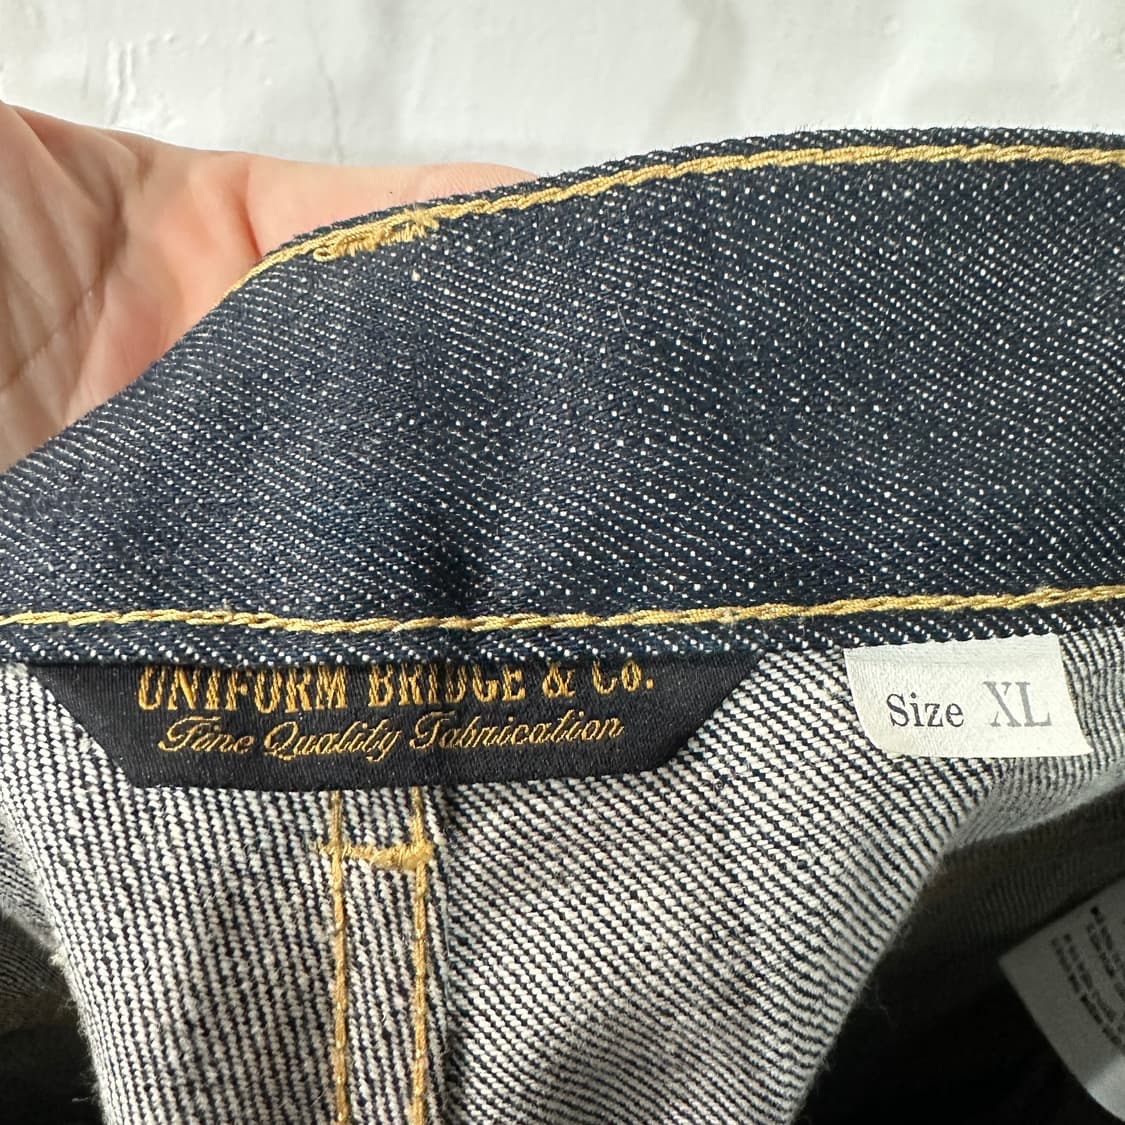 UNIFORM BRIDGE & Co.
Fine Quality Fabrication
Size XL